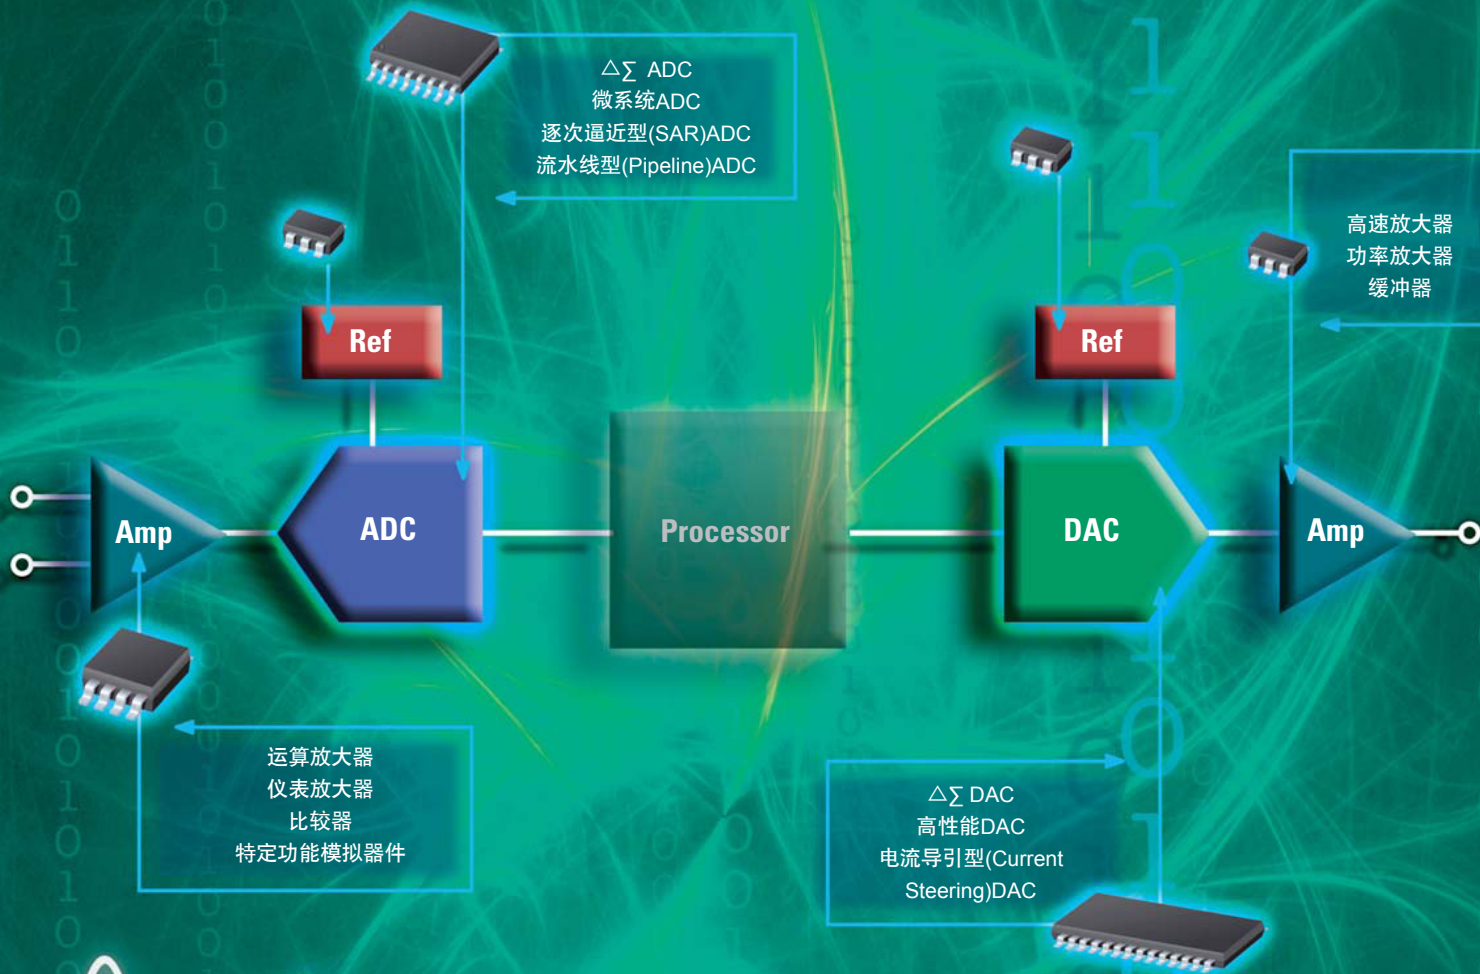 △∑ ADC
微系统ADC
逐次逼近型(SAR)ADC
流水线型(Pipeline)ADC
高速放大器
功率放大器
缓冲器
Ref
Ref
Amp
ADC
Processor
DAC
Amp
运算放大器
仪表放大器
比较器
特定功能模拟器件
△∑ DAC
高性能DAC
电流导引型(Current
Steering)DAC